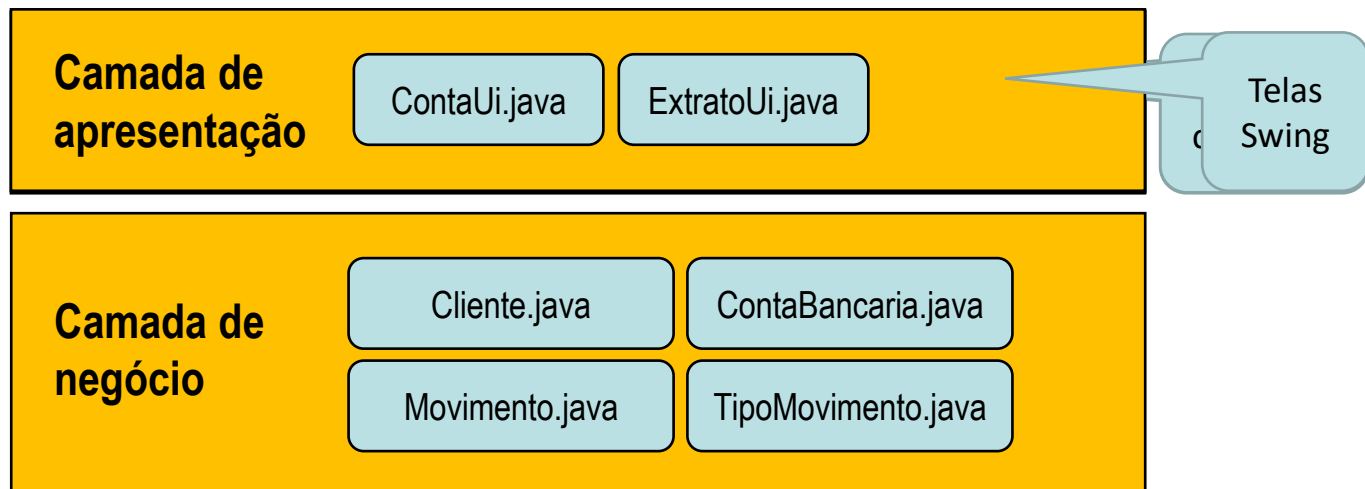 Camada de
apresentação
ContaUi.java
ExtratoUi.java
Telas
Swing
Camada de
negócio
Cliente.java
ContaBancaria.java
Movimento.java
TipoMovimento.java